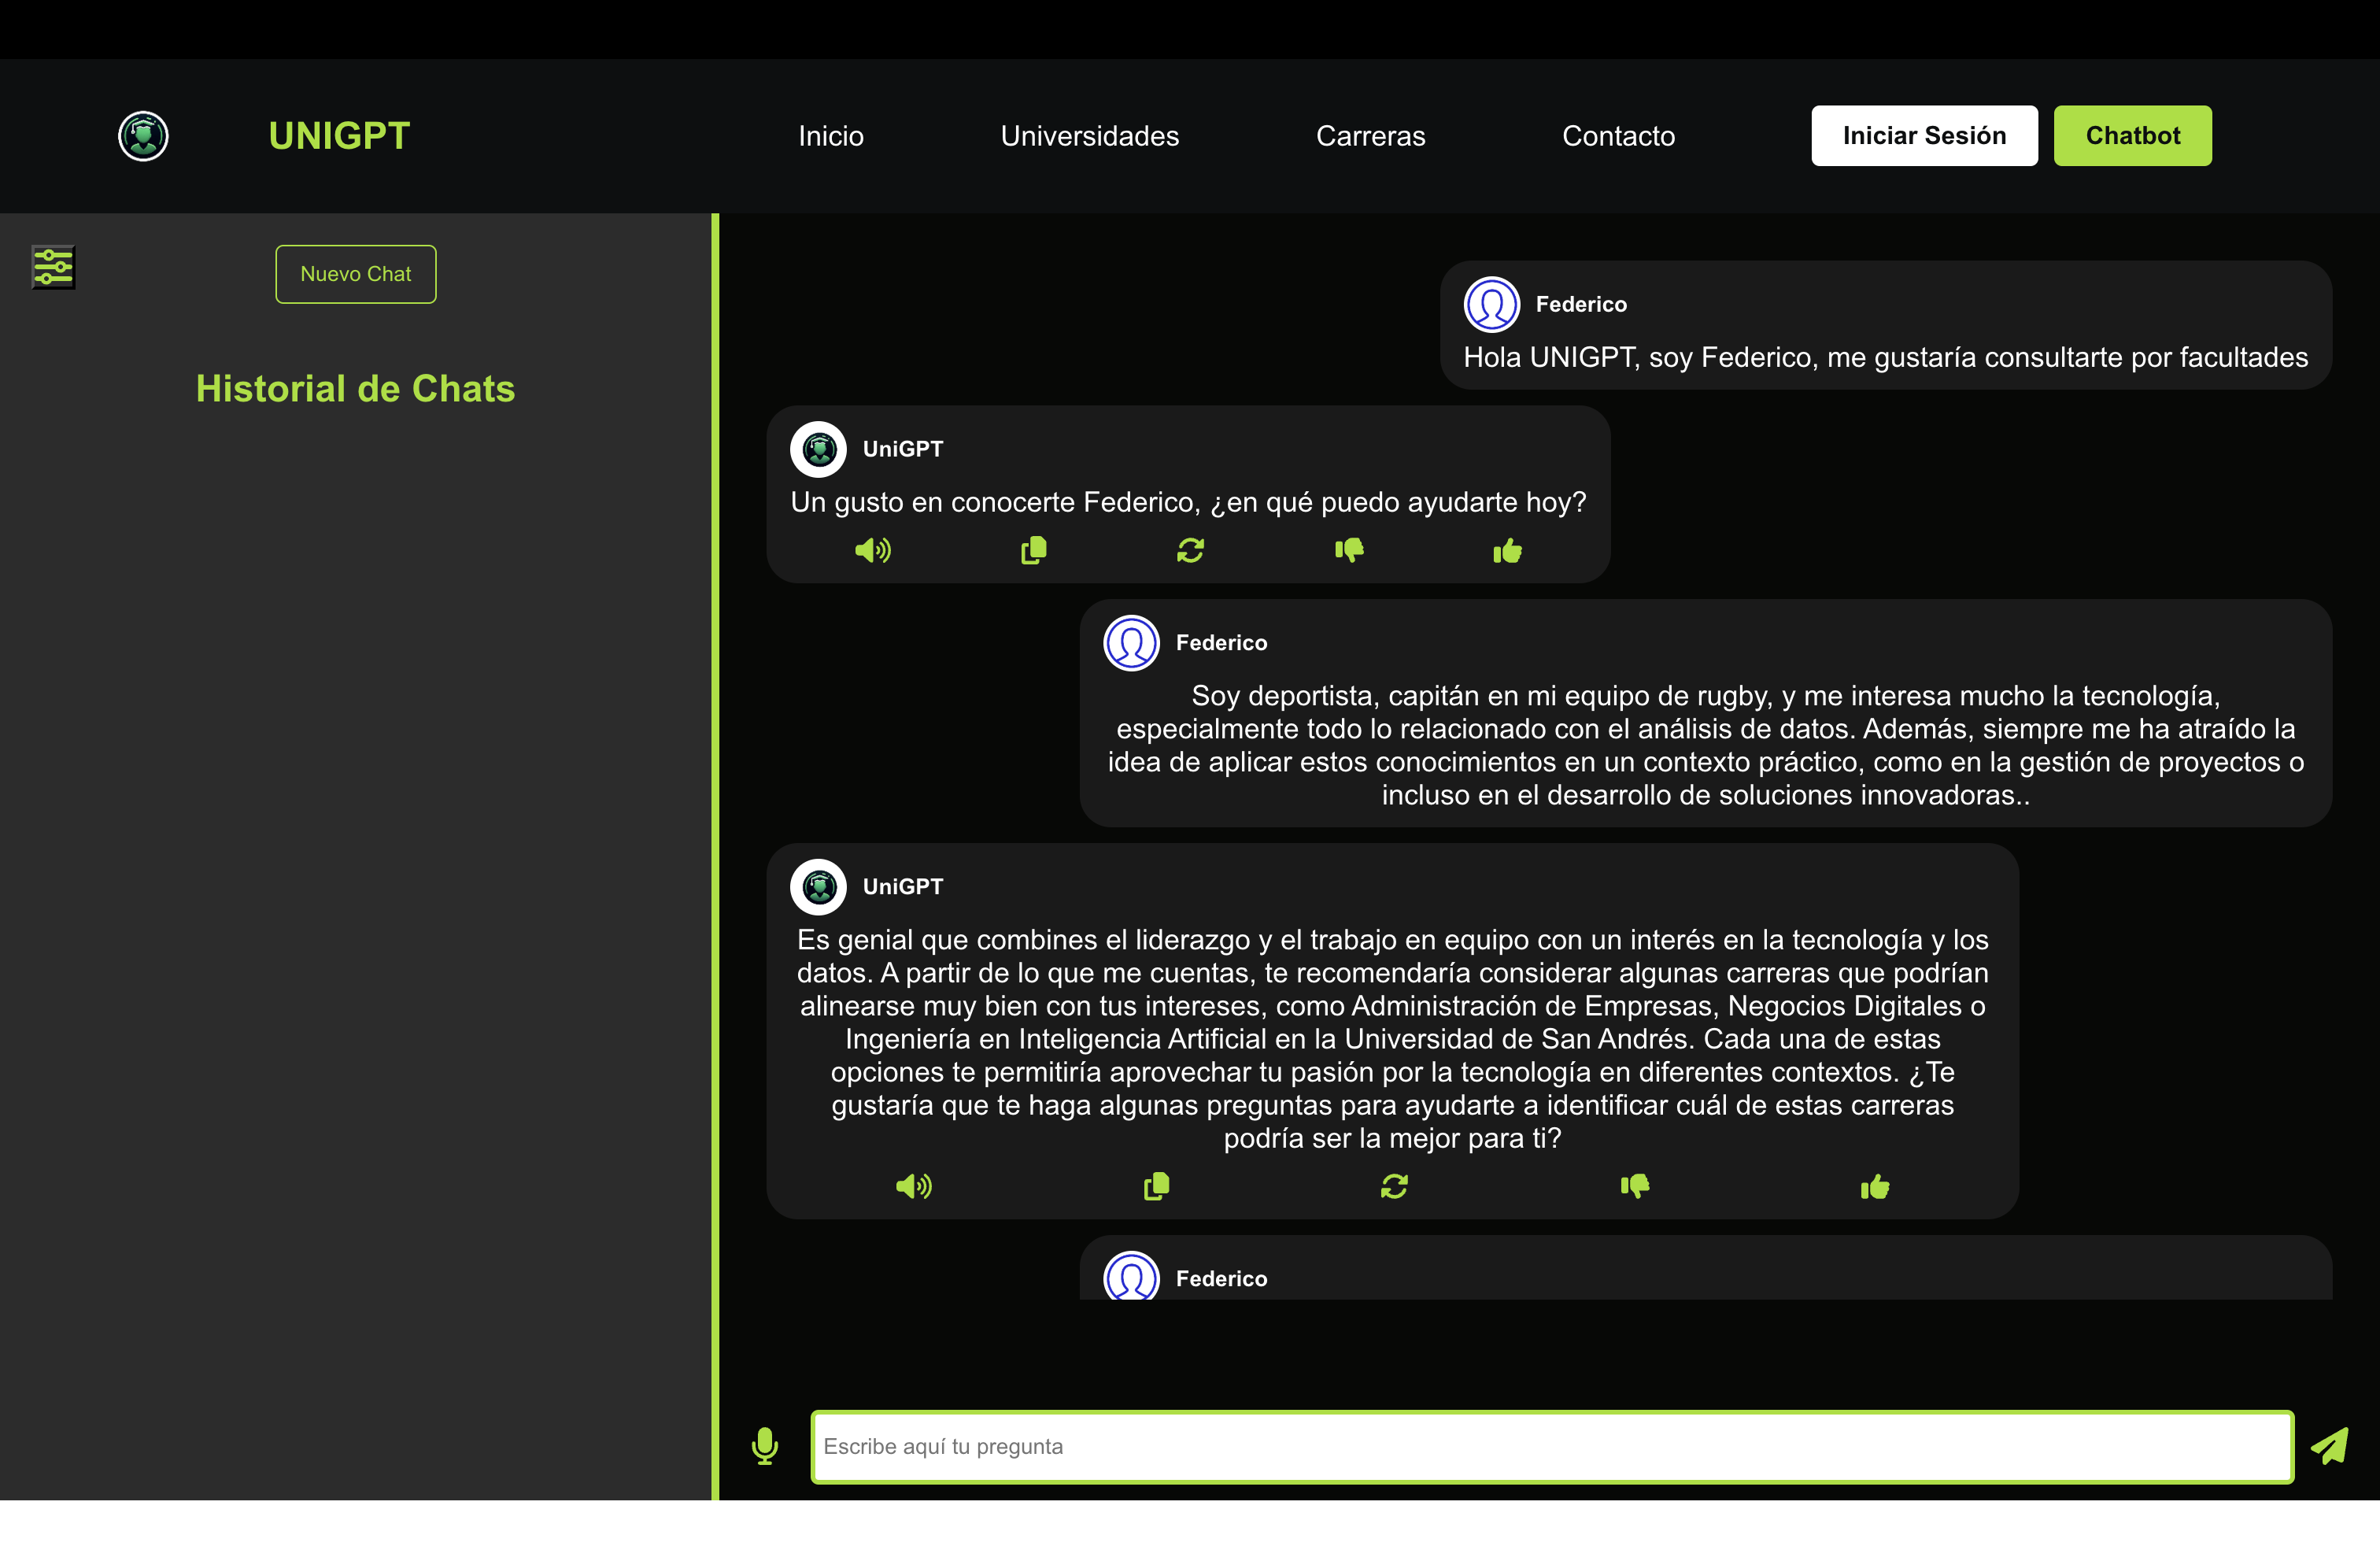 UNIGPT
Inicio
Universidades
Carreras
Contacto
Iniciar Sesión
Chatbot
Nuevo Chat
Historial de Chats
Federico
Hola UNIGPT, soy Federico, me gustaría consultarte por facultades
UniGPT
Un gusto en conocerte Federico, ¿en qué puedo ayudarte hoy?
Federico
Soy deportista, capitán en mi equipo de rugby, y me interesa mucho la tecnología,
especialmente todo lo relacionado con el análisis de datos. Además, siempre me ha atraído la
idea de aplicar estos conocimientos en un contexto práctico, como en la gestión de proyectos o
incluso en el desarrollo de soluciones innovadoras..
UniGPT
Es genial que combines el liderazgo y el trabajo en equipo con un interés en la tecnología y los
datos. A partir de lo que me cuentas, te recomendaría considerar algunas carreras que podrían
alinearse muy bien con tus intereses, como Administración de Empresas, Negocios Digitales o
Ingeniería en Inteligencia Artificial en la Universidad de San Andrés. Cada una de estas
opciones te permitiría aprovechar tu pasión por la tecnología en diferentes contextos. ¿Te
gustaría que te haga algunas preguntas para ayudarte a identificar cuál de estas carreras
podría ser la mejor para ti?
Federico
Escribe aquí tu pregunta